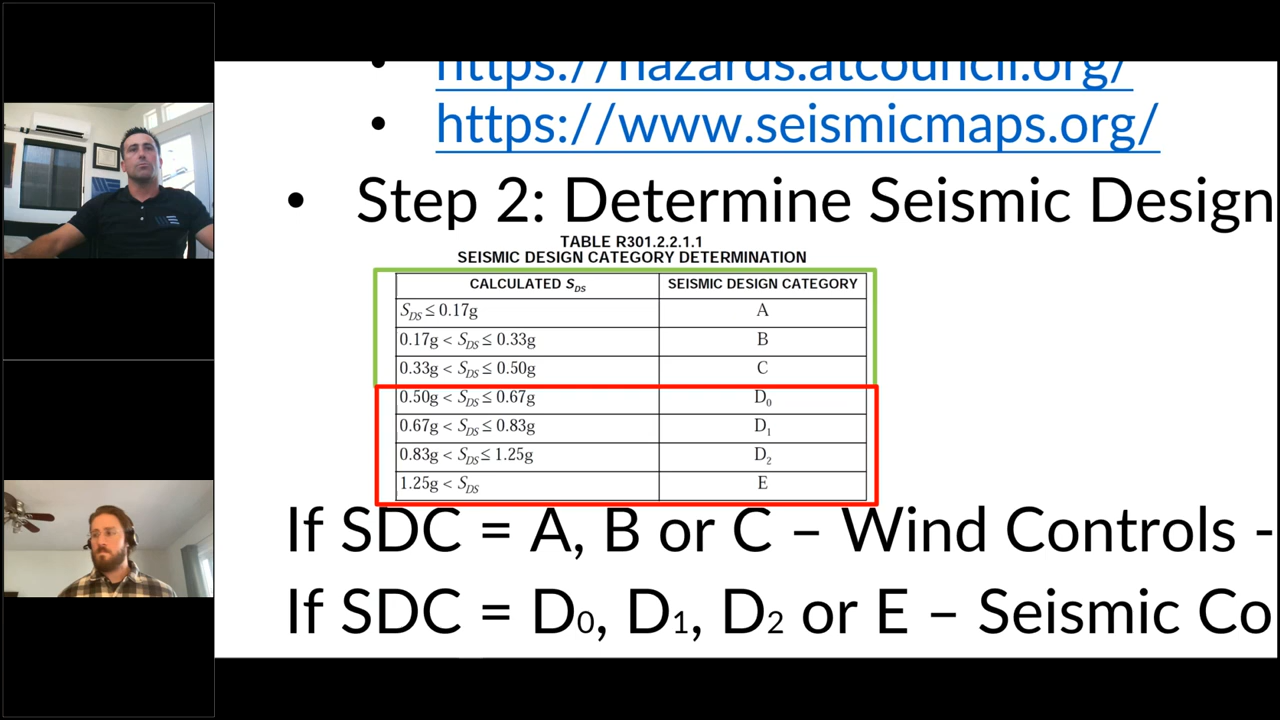 https://hazards.atcouncil.org/
https://www.seismicmaps.org/
Step 2: Determine Seismic Design
TABLE R301.2.2.1.1
SEISMIC DESIGN CATEGORY DETERMINATION
CALCULATED S_DS SEISMIC DESIGN CATEGORY
S_DS ≤ 0.17g A
0.17g < S_DS ≤ 0.33g B
0.33g < S_DS ≤ 0.50g C
0.50g < S_DS ≤ 0.67g D₀
0.67g < S_DS ≤ 0.83g D₁
0.83g < S_DS ≤ 1.25g D₂
1.25g < S_DS E
If SDC = A, B or C – Wind Controls -
If SDC = D₀, D₁, D₂ or E – Seismic Co